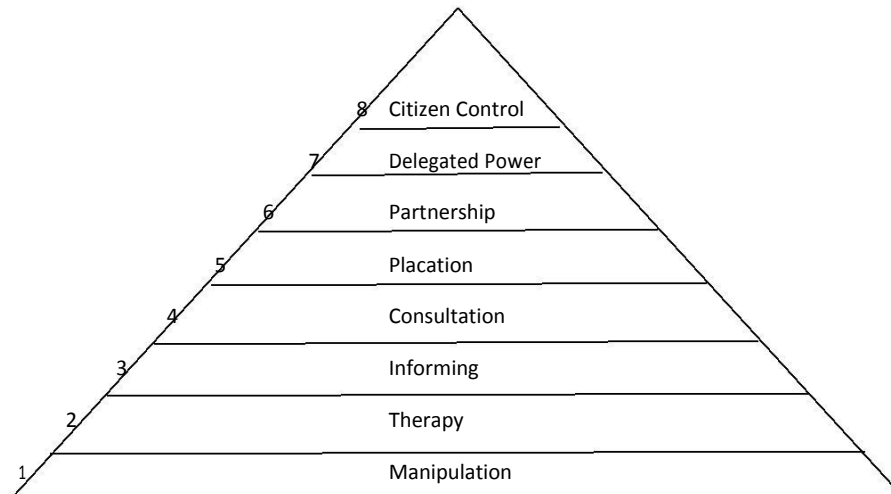 8 Citizen Control
7 Delegated Power
6 Partnership
5 Placation
4 Consultation
3 Informing
2 Therapy
1 Manipulation